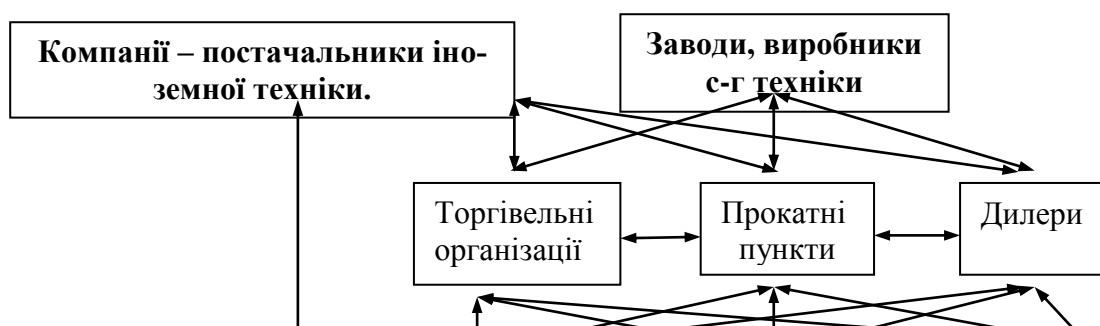 Компанії – постачальники іно-
земної техніки.
Заводи, виробники
с-г техніки
Торгівельні
організації
Прокатні
пункти
Дилери